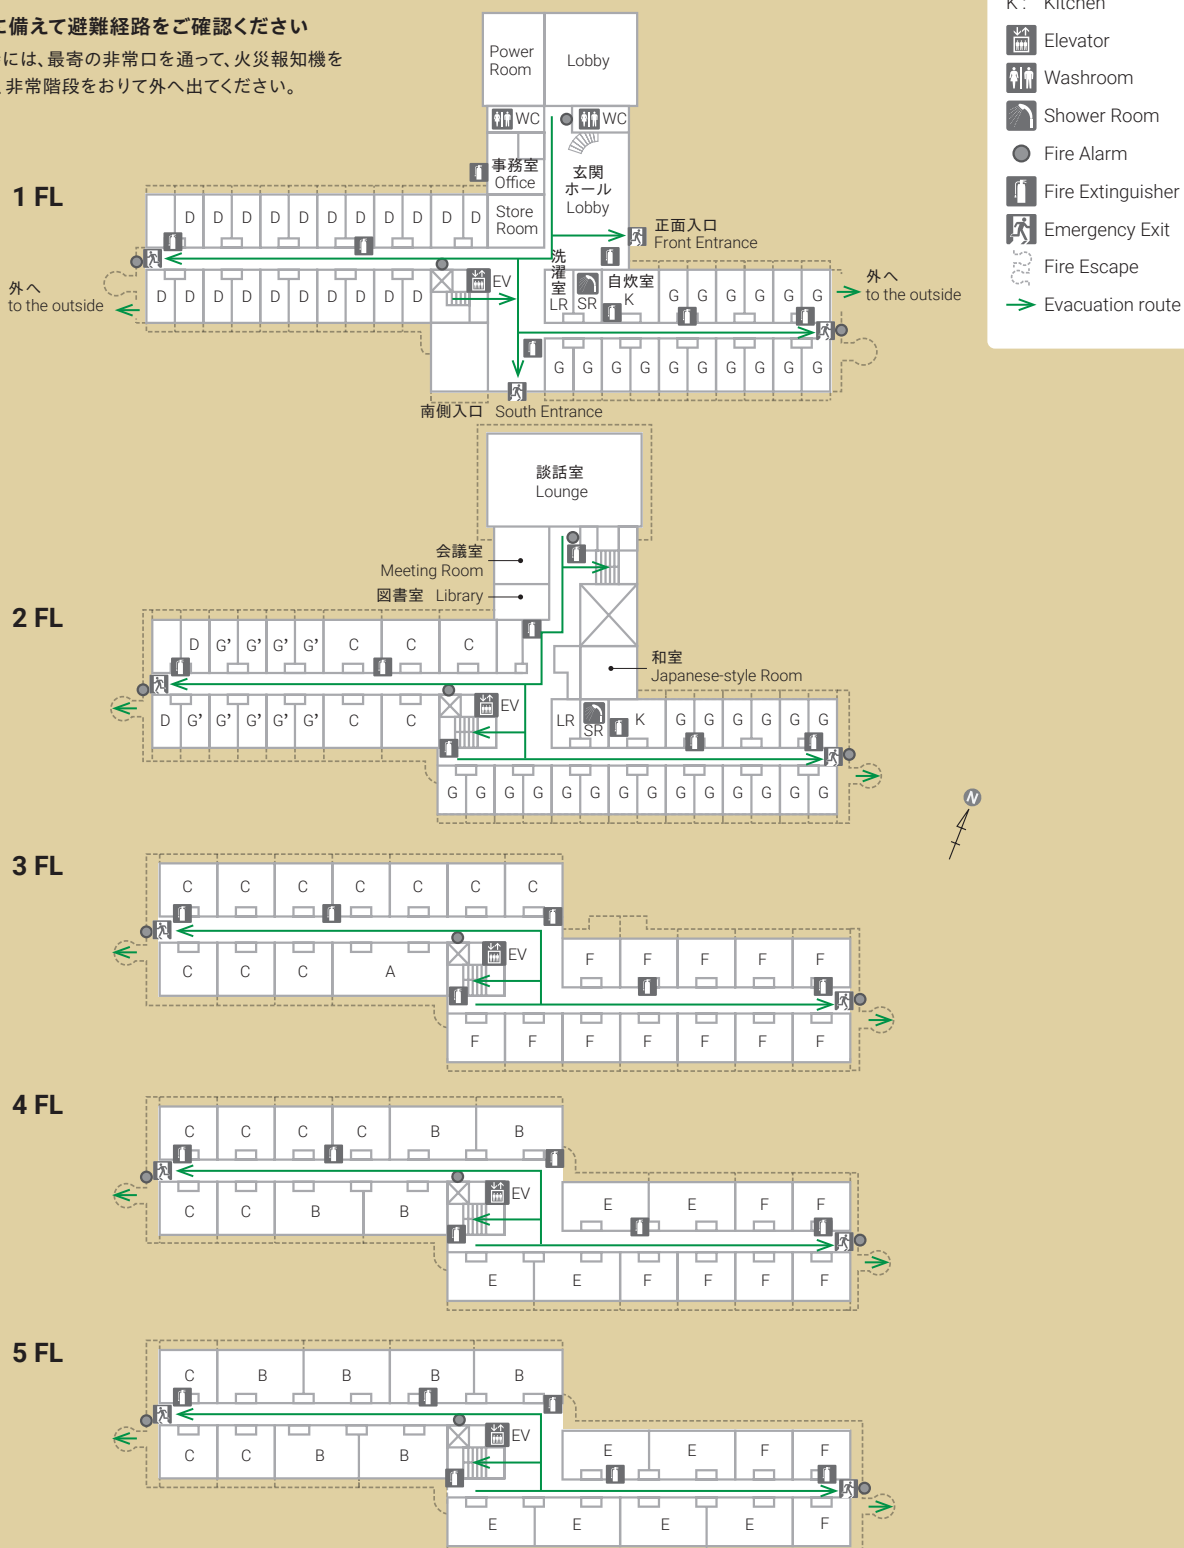 に備えて避難経路をご確認ください
には、最寄の非常口を通って、火災報知機を
、非常階段をおりて外へ出てください。
K : Kitchen
Elevator
Washroom
Shower Room
Fire Alarm
Fire Extinguisher
Emergency Exit
Fire Escape
Evacuation route
1 FL
Power
Room
Lobby
WC
WC
事務室
Office
玄関
ホール
Lobby
Store
Room
正面入口
Front Entrance
D D D D D D D D D D D
洗濯室
LR
SR
自炊室
K
EV
外へ
to the outside
外へ
to the outside
G G G G G G
D D D D D D D D D D
G G G G G G G G G G
南側入口 South Entrance
2 FL
談話室
Lounge
会議室
Meeting Room
図書室 Library
和室
Japanese-style Room
D G’ G’ G’ G’ C C C
EV
D G’ G’ G’ G’ C C
LR SR K G G G G G G
G G G G G G G G G G G G G G
N
3 FL
C C C C C C C
EV
C C C A
F F F F F
F F F F F F F
4 FL
C C C C B B
EV
C C B B
E E F F
E E F F F F
5 FL
C B B B B
EV
C C B B
E E F F
E E E E F